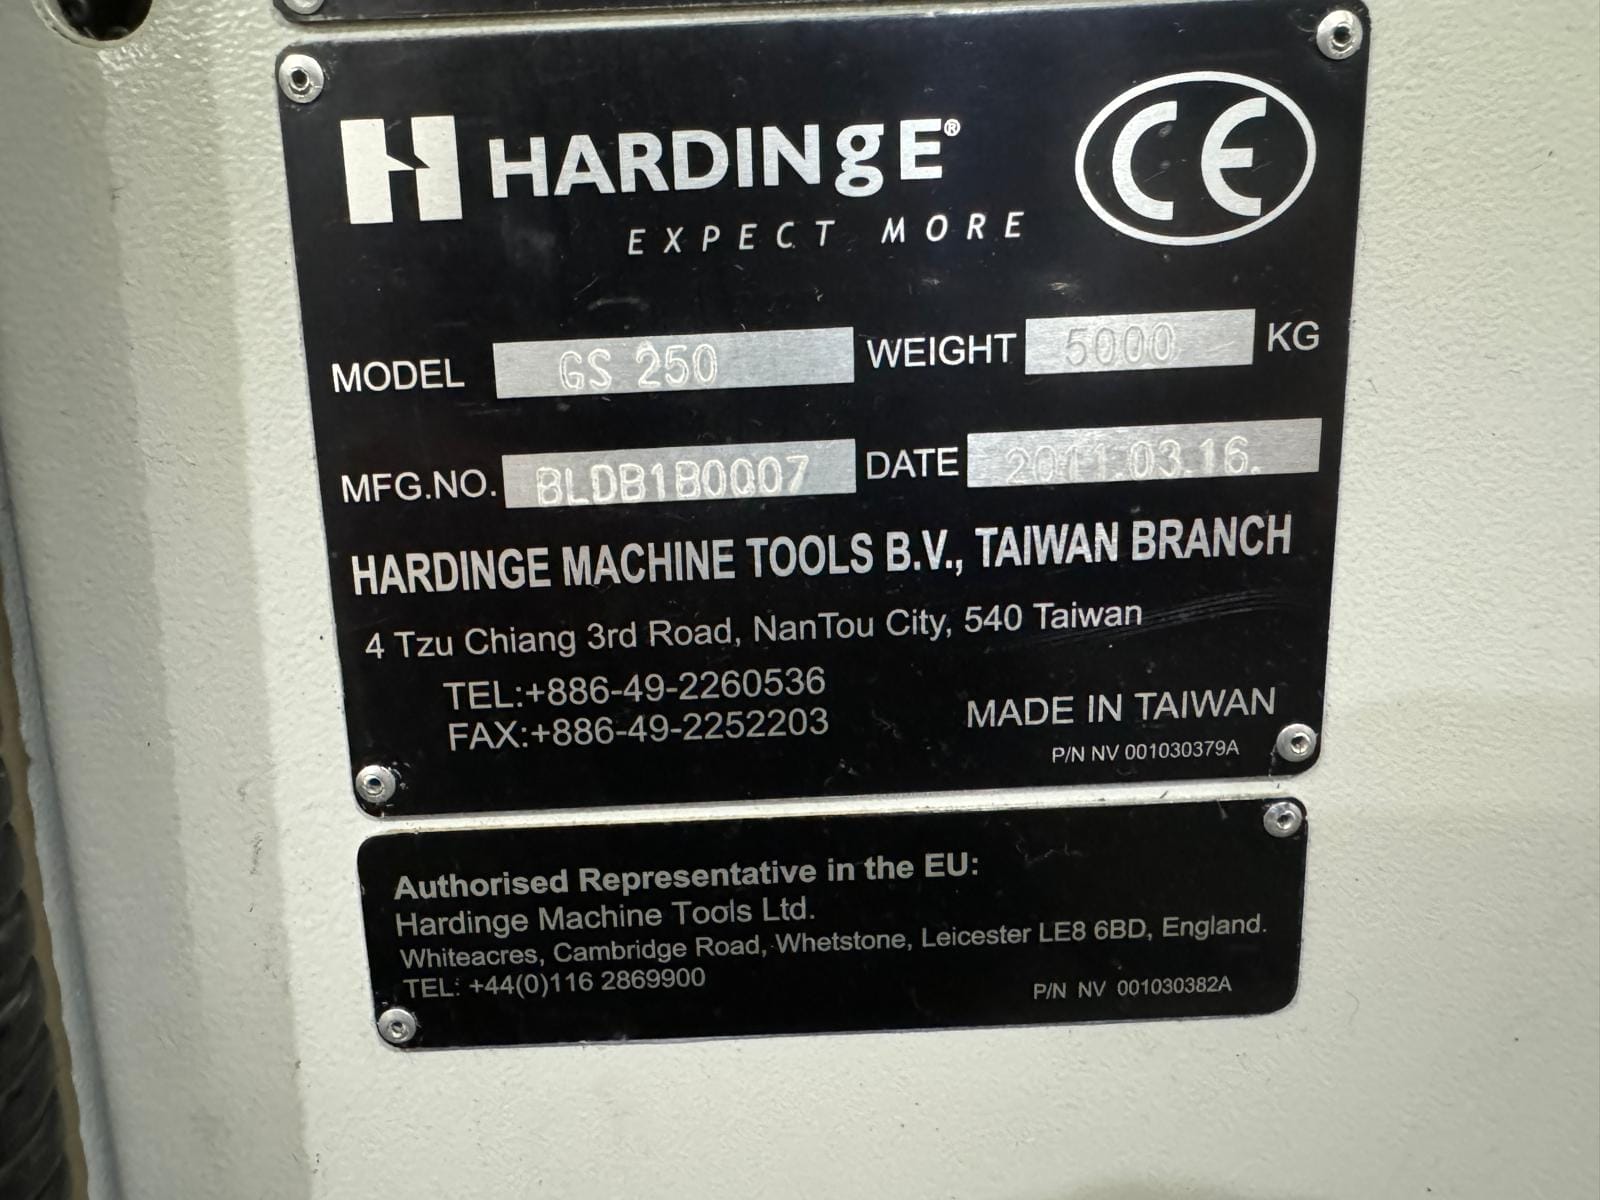 HARDINgE®
EXPECT MORE
CE
MODEL GS 250 WEIGHT 5000 KG
MFG.NO. BLDB1B0007 DATE 2011.03.16.
HARDINGE MACHINE TOOLS B.V., TAIWAN BRANCH
4 Tzu Chiang 3rd Road, NanTou City, 540 Taiwan
TEL:+886-49-2260536
FAX:+886-49-2252203
MADE IN TAIWAN
P/N NV 001030379A
Authorised Representative in the EU:
Hardinge Machine Tools Ltd.
Whiteacres, Cambridge Road, Whetstone, Leicester LE8 6BD, England.
TEL: +44(0)116 2869900
P/N NV 001030382A